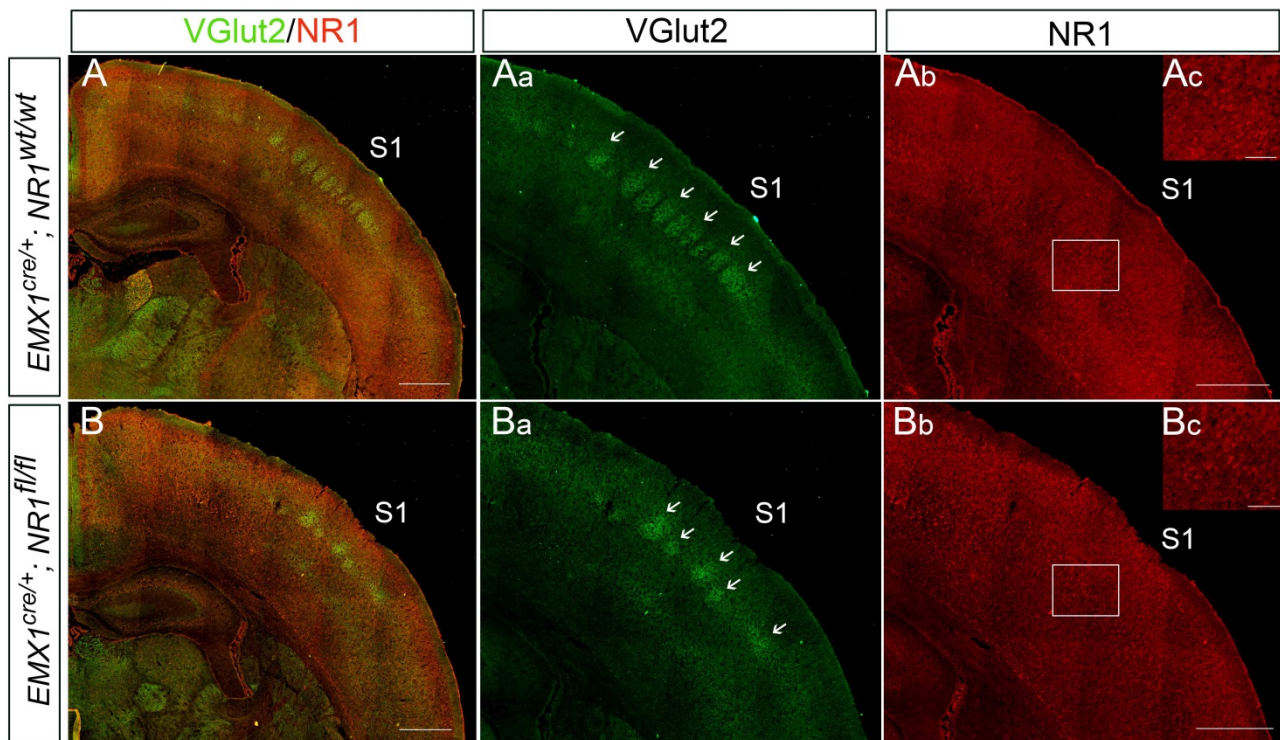 VGlut2/NR1
VGlut2
NR1
EMX1cre/+; NR1wt/wt
A
S1
Aa
S1
Ab
Ac
S1
EMX1cre/+; NR1fl/fl
B
S1
Ba
S1
Bb
Bc
S1